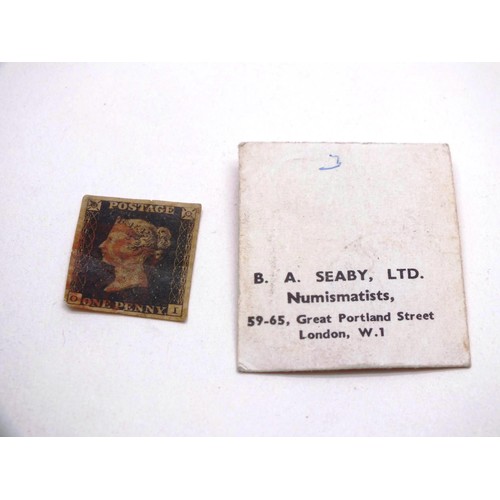 POSTAGE
O I
ONE PENNY
3
B. A. SEABY, LTD.
Numismatists,
59-65, Great Portland Street
London, W.1